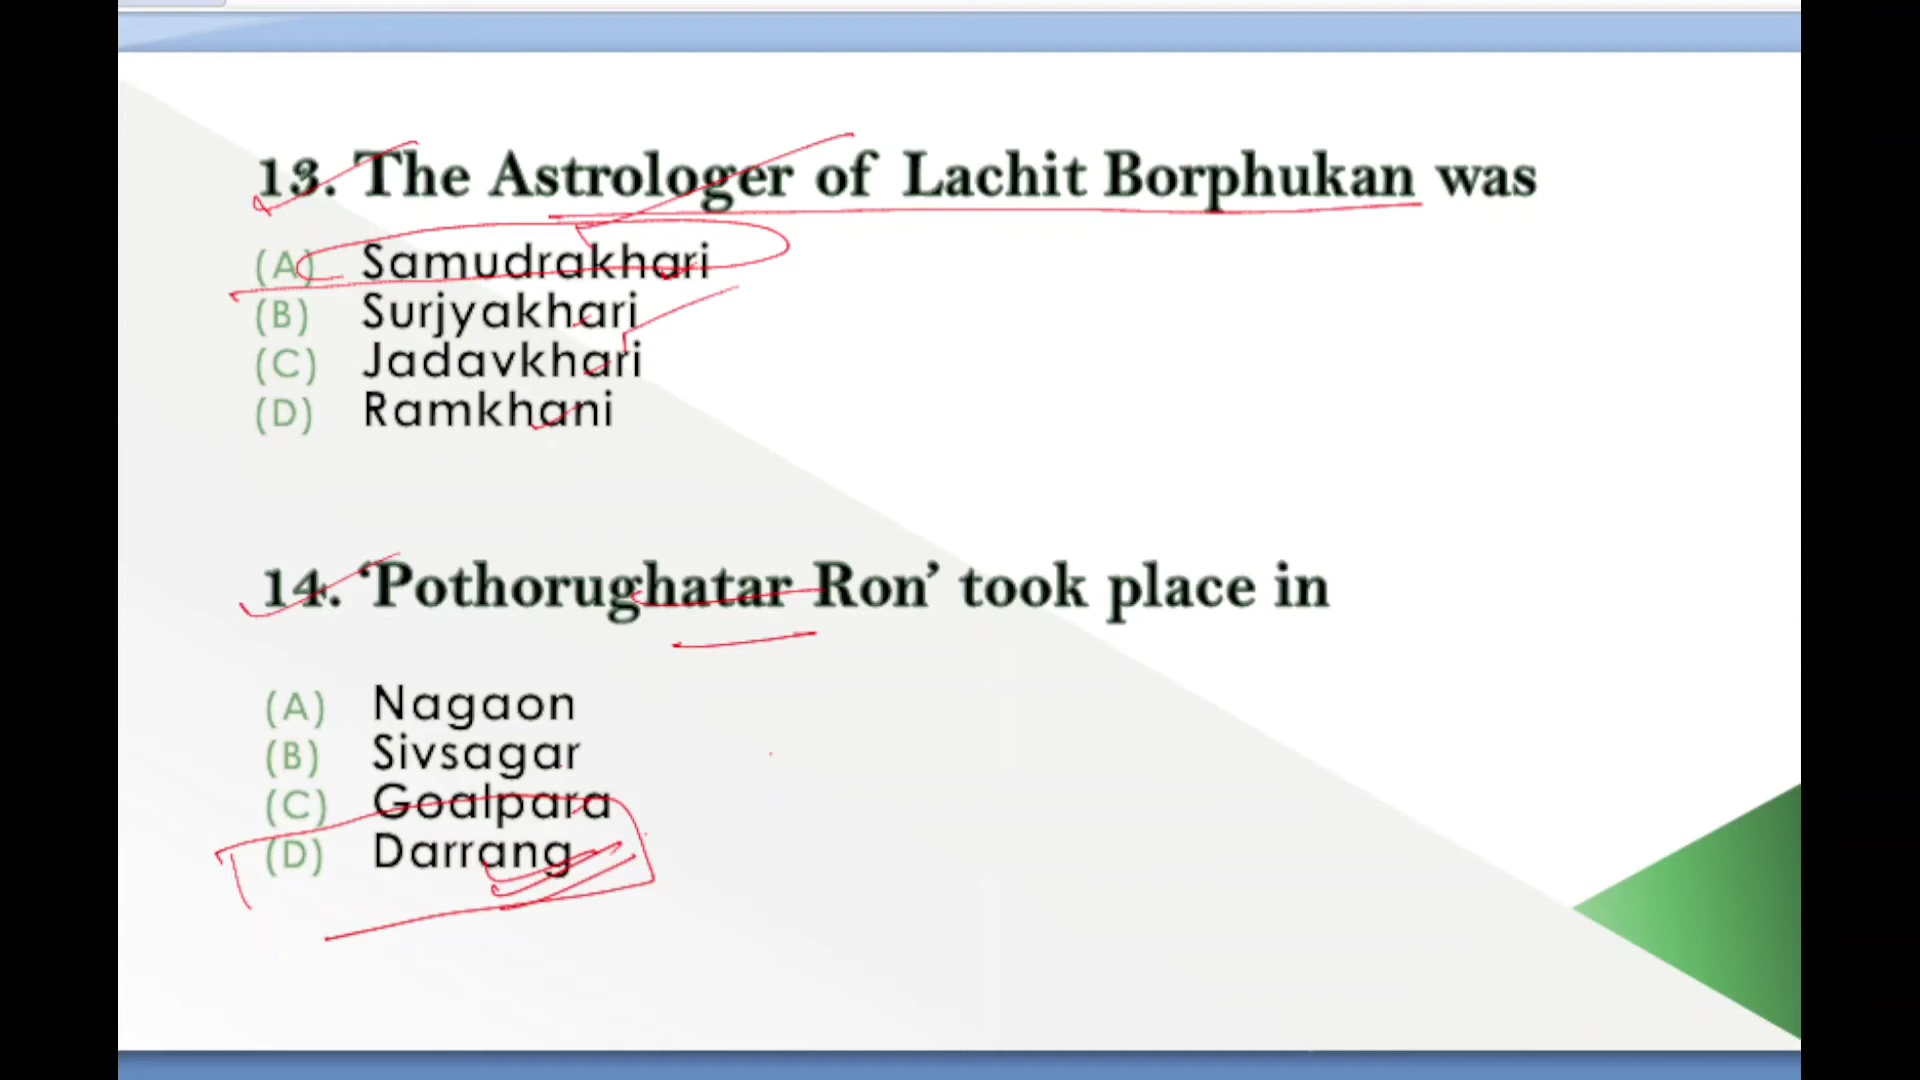 13. The Astrologer of Lachit Borphukan was
(A) Samudrakhari
(B) Surjyakhari
(C) Jadavkhari
(D) Ramkhani
14. ‘Pothorughatar Ron’ took place in
(A) Nagaon
(B) Sivsagar
(C) Goalpara
(D) Darrang